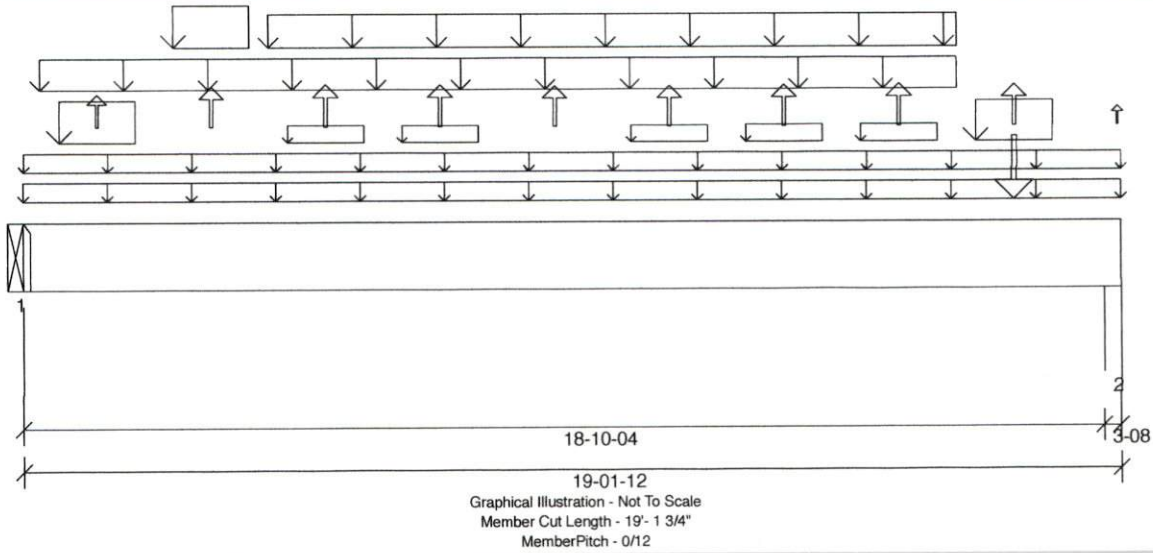 1
2
18-10-04
3-08
19-01-12
Graphical Illustration - Not To Scale
Member Cut Length - 19'- 1 3/4"
MemberPitch - 0/12